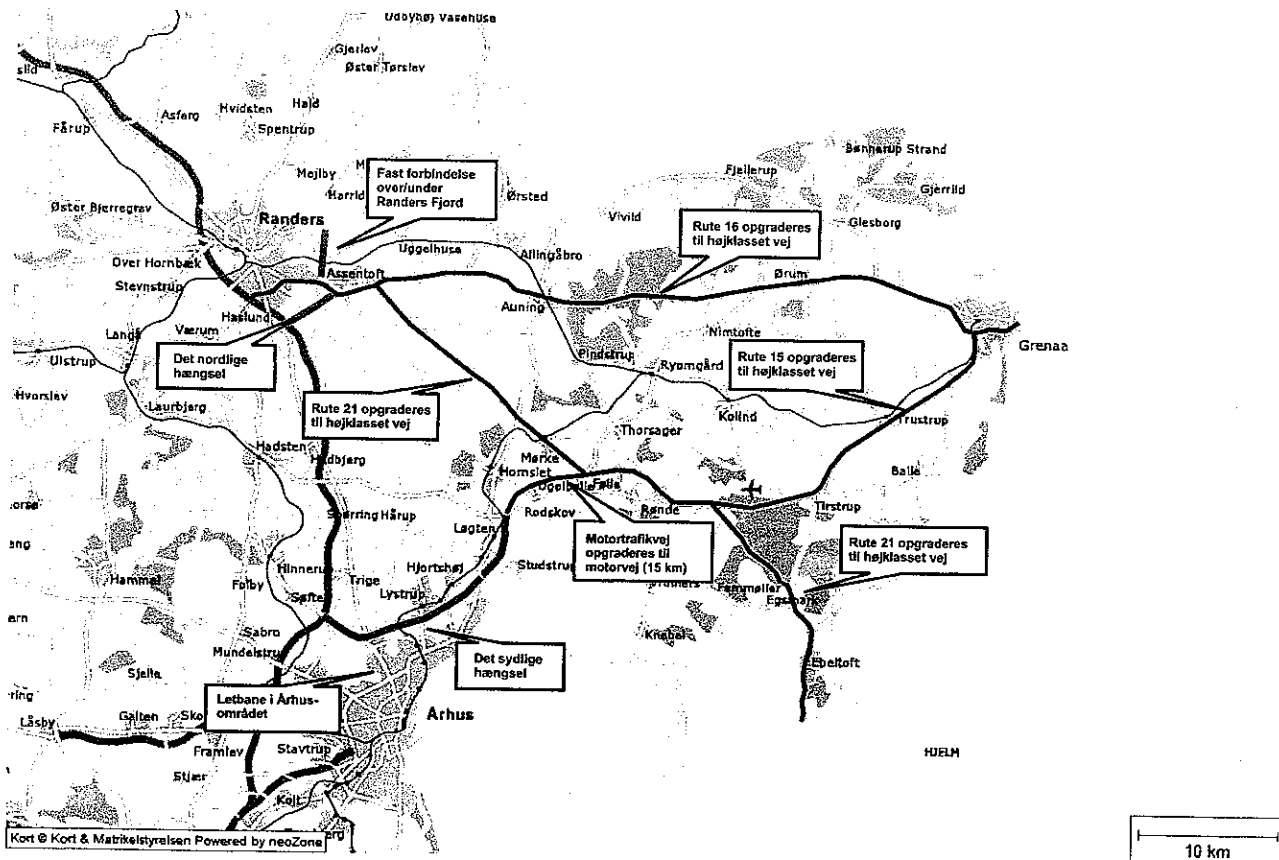 Udbyhøj Vasehuse
Gjerlev
Øster Tørslev
Asferg
Hvidsten
Hald
Spentrup
Fårup
Mejlby
Fast forbindelse
over/under
Randers Fjord
Ørsted
Fjellerup
Bønnerup Strand
Gjerrild
Øster Bjerregrav
Randers
Vivild
Glesborg
Rute 16 opgraderes
til højklasset vej
Over Hornbæk
Uggelhuse
Allingåbro
Stevnstrup
Assentoft
Ørum
Auning
Haslund
Langå
Værum
Nimtofte
Grenaa
Ulstrup
Det nordlige
hængsel
Pindstrup
Ryomgård
Rute 15 opgraderes
til højklasset vej
Hvorslev
Laurbjerg
Rute 21 opgraderes
til højklasset vej
Kolind
Trustrup
Hadsten
Hadbjerg
Thorsager
Mørke
Hornslet
Balle
Ugelbølle
Følle
Spørring
Hårup
Løgten
Rodskov
Rønde
Tirstrup
Motortrafikvej
opgraderes til
motorvej (15 km)
Rute 21 opgraderes
til højklasset vej
Hammel
Folby
Hinnerup
Trige
Hjortshøj
Studstrup
Lystrup
Femmøller
Egsmark
Søften
Sabro
Mundelstru
Knebel
Ebeltoft
Det sydlige
hængsel
Sjelle
Letbane i Århus-
området
Låsby
Galten
Sko
Århus
Framlev
Stavtrup
HJELM
Stjær
Kolt
Kort © Kort & Matrikelstyrelsen Powered by neoZone
10 km